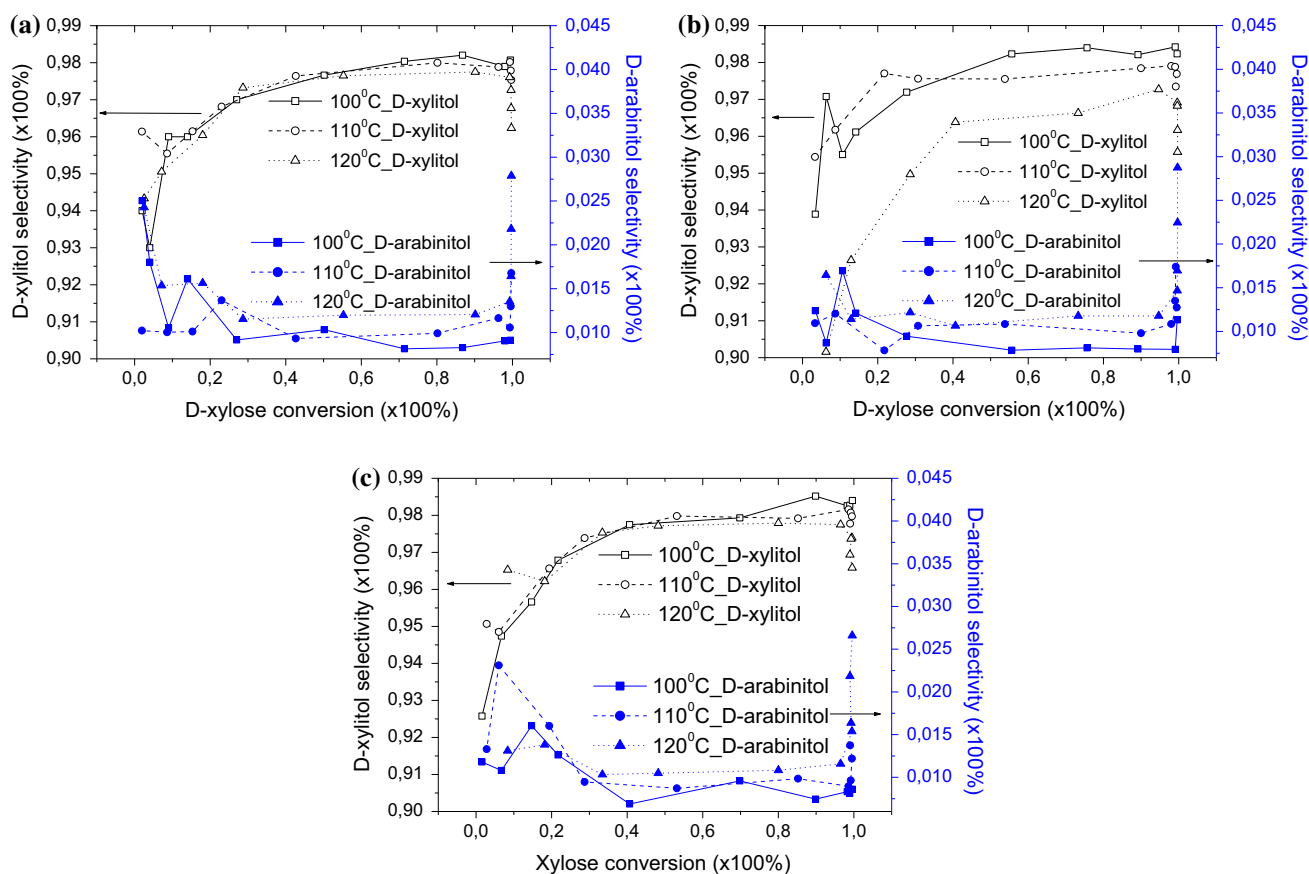 (a)
0,99
0,98
0,97
0,96
0,95
0,94
0,93
0,92
0,91
0,90
D-xylitol selectivity (x100%)
100⁰C_D-xylitol
110⁰C_D-xylitol
120⁰C_D-xylitol
100⁰C_D-arabinitol
110⁰C_D-arabinitol
120⁰C_D-arabinitol
0,045
0,040
0,035
0,030
0,025
0,020
0,015
0,010
D-arabinitol selectivity (x100%)
0,0 0,2 0,4 0,6 0,8 1,0
D-xylose conversion (x100%)
(b)
0,99
0,98
0,97
0,96
0,95
0,94
0,93
0,92
0,91
0,90
D-xylitol selectivity (x100%)
100⁰C_D-xylitol
110⁰C_D-xylitol
120⁰C_D-xylitol
100⁰C_D-arabinitol
110⁰C_D-arabinitol
120⁰C_D-arabinitol
0,045
0,040
0,035
0,030
0,025
0,020
0,015
0,010
D-arabinitol selectivity (x100%)
0,0 0,2 0,4 0,6 0,8 1,0
D-xylose conversion (x100%)
(c)
0,99
0,98
0,97
0,96
0,95
0,94
0,93
0,92
0,91
0,90
D-xylitol selectivity (x100%)
100⁰C_D-xylitol
110⁰C_D-xylitol
120⁰C_D-xylitol
100⁰C_D-arabinitol
110⁰C_D-arabinitol
120⁰C_D-arabinitol
0,045
0,040
0,035
0,030
0,025
0,020
0,015
0,010
D-arabinitol selectivity (x100%)
0,0 0,2 0,4 0,6 0,8 1,0
Xylose conversion (x100%)